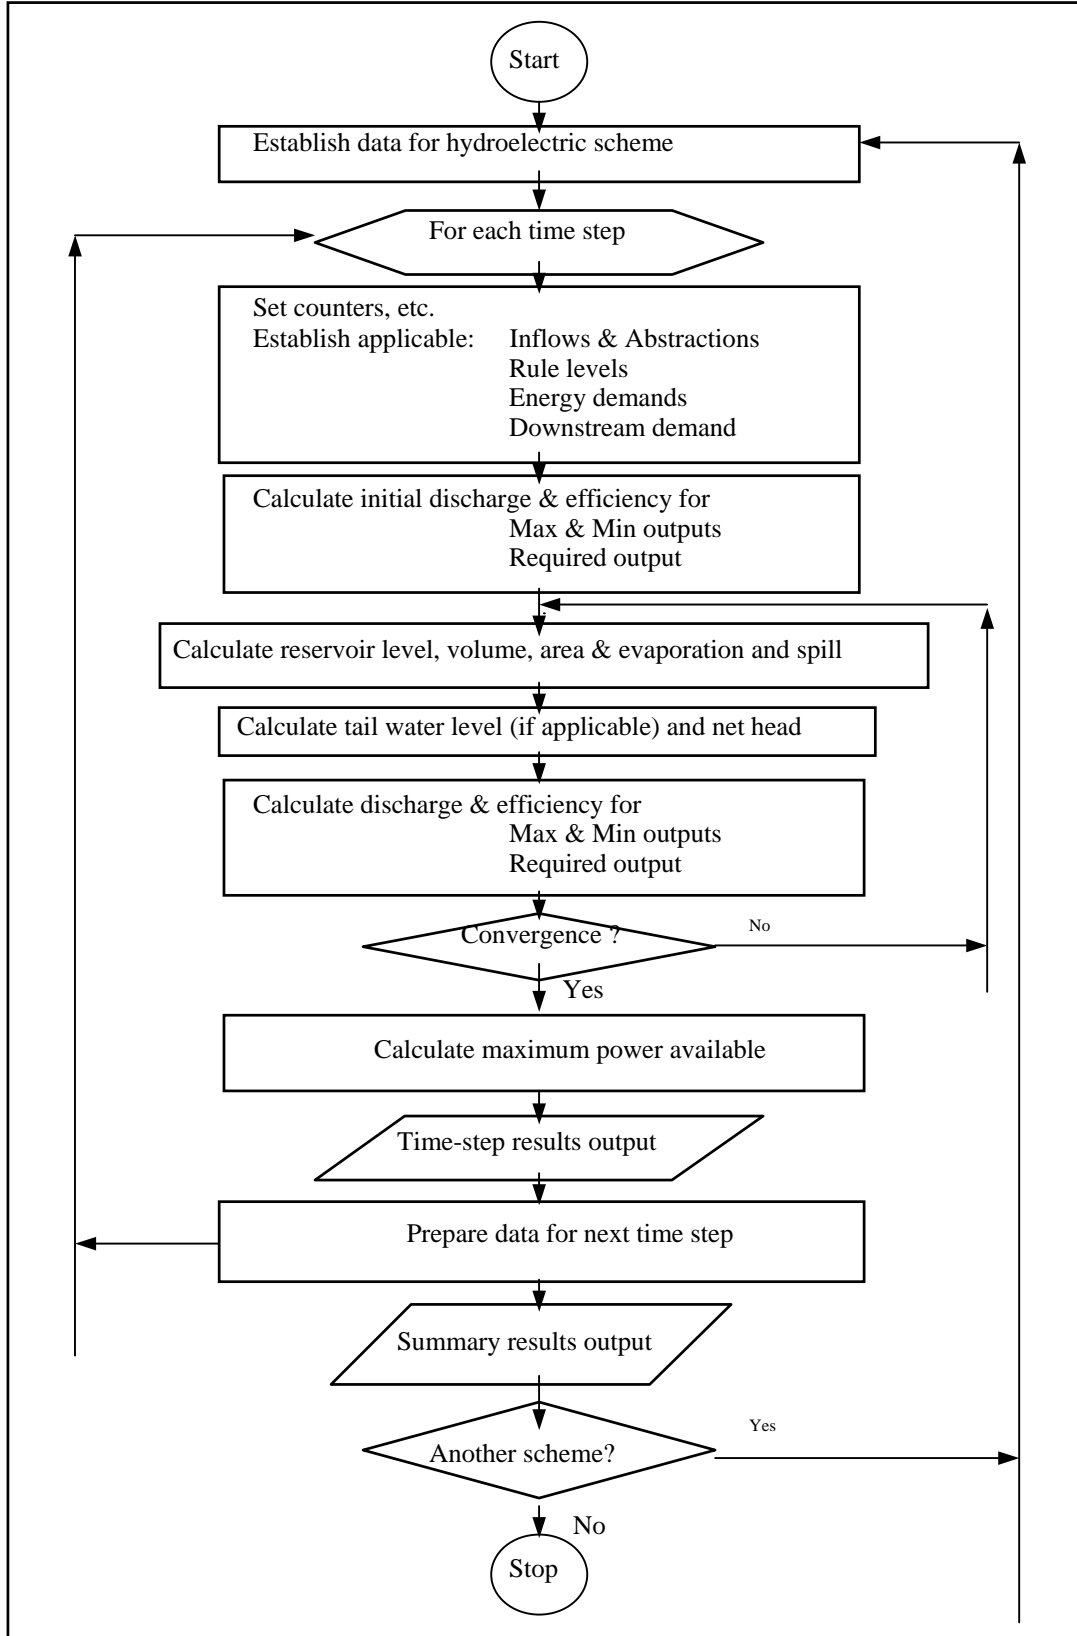 Start
Establish data for hydroelectric scheme
For each time step
Set counters, etc.
Establish applicable: Inflows & Abstractions
Rule levels
Energy demands
Downstream demand
Calculate initial discharge & efficiency for
Max & Min outputs
Required output
Calculate reservoir level, volume, area & evaporation and spill
Calculate tail water level (if applicable) and net head
Calculate discharge & efficiency for
Max & Min outputs
Required output
Convergence ?
No
Yes
Calculate maximum power available
Time-step results output
Prepare data for next time step
Summary results output
Another scheme?
Yes
No
Stop